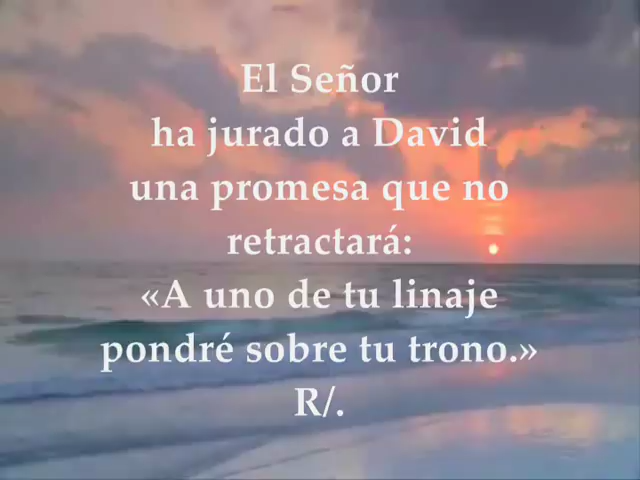 El Señor
ha jurado a David
una promesa que no
retractará:
«A uno de tu linaje
pondré sobre tu trono.»
R/.